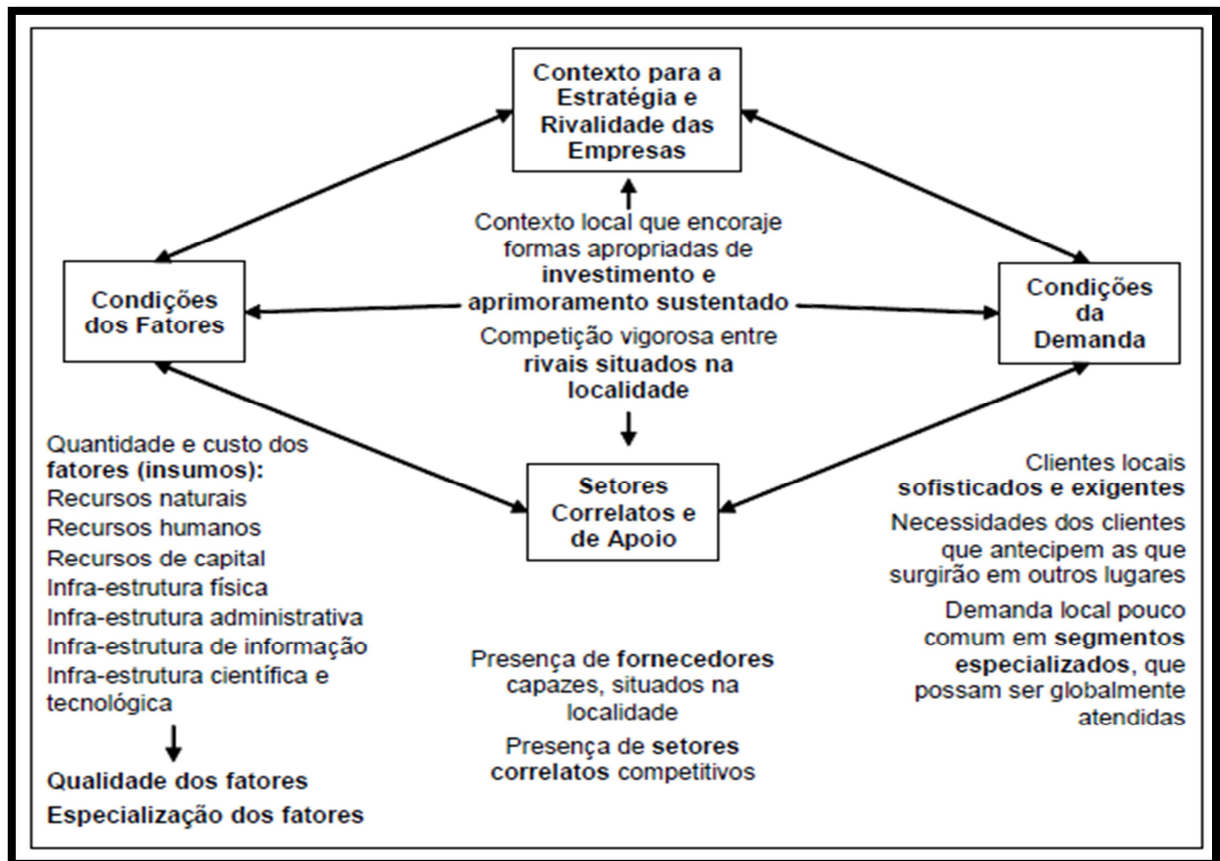 Contexto para a
Estratégia e
Rivalidade das
Empresas
Contexto local que encoraje
formas apropriadas de
investimento e
aprimoramento sustentado
Competição vigorosa entre
rivais situados na
localidade
Condições
dos Fatores
Condições
da
Demanda
Setores
Correlatos e
de Apoio
Quantidade e custo dos
fatores (insumos):
Recursos naturais
Recursos humanos
Recursos de capital
Infra-estrutura física
Infra-estrutura administrativa
Infra-estrutura de informação
Infra-estrutura científica e
tecnológica
Qualidade dos fatores
Especialização dos fatores
Presença de fornecedores
capazes, situados na
localidade
Presença de setores
correlatos competitivos
Clientes locais
sofisticados e exigentes
Necessidades dos clientes
que antecipem as que
surgirão em outros lugares
Demanda local pouco
comum em segmentos
especializados, que
possam ser globalmente
atendidas